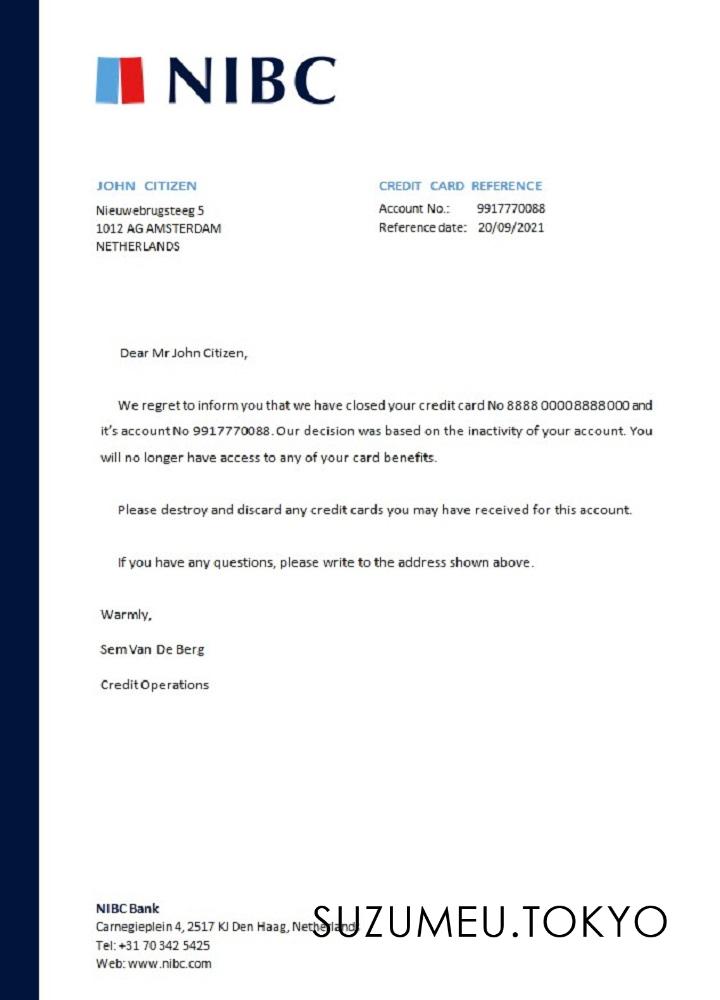 NIBC
JOHN CITIZEN
Nieuwebrugsteeg 5
1012 AG AMSTERDAM
NETHERLANDS
CREDIT CARD REFERENCE
Account No.: 9917770088
Reference date: 20/09/2021
Dear Mr John Citizen,
We regret to inform you that we have closed your credit card No 8888 00008888000 and
it's account No 9917770088. Our decision was based on the inactivity of your account. You
will no longer have access to any of your card benefits.
Please destroy and discard any credit cards you may have received for this account.
If you have any questions, please write to the address shown above.
Warmly,
Sem Van De Berg
Credit Operations
NIBC Bank
Carnegieplein 4, 2517 KJ Den Haag, Netherlands
Tel: +31 70 342 5425
Web: www.nibc.com
SUZUMEU.TOKYO